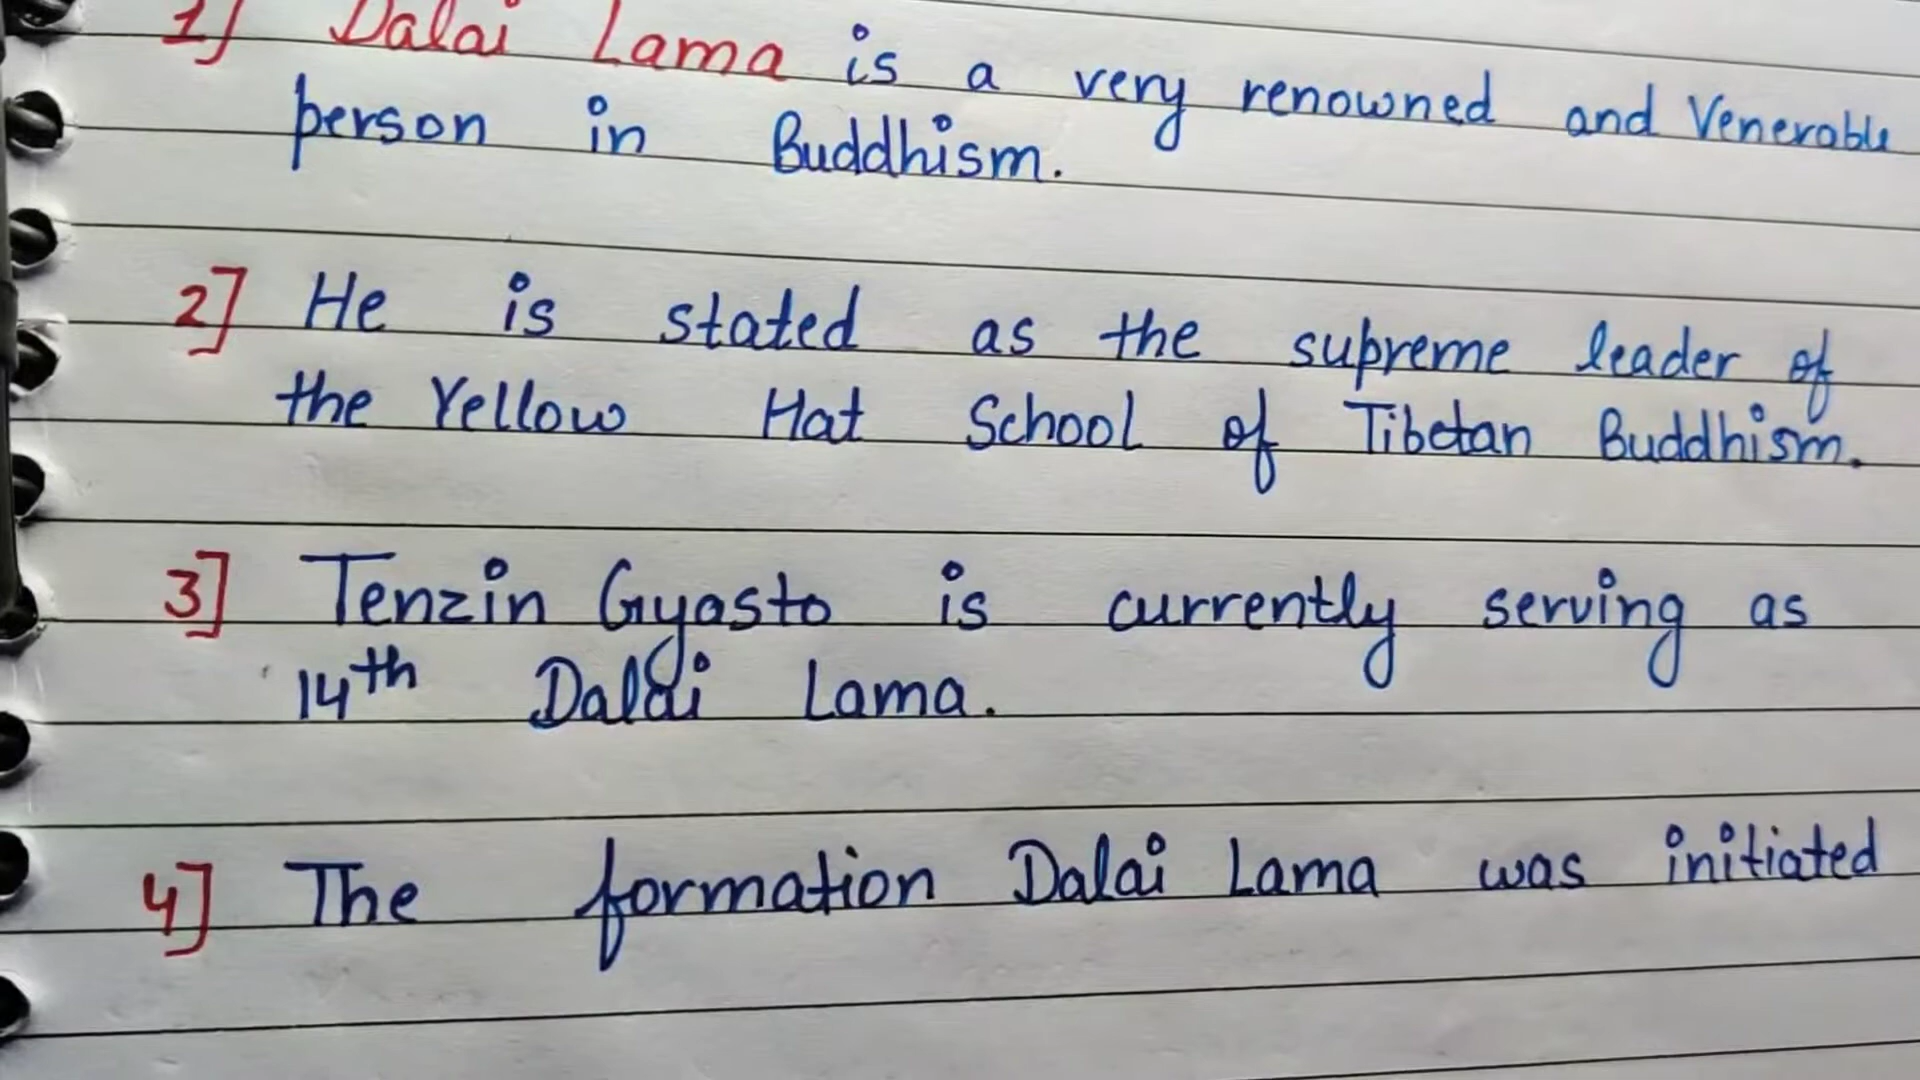 1] Dalai Lama is a very renowned and Venerable
person in Buddhism.
2] He is stated as the supreme leader of
the Yellow Hat School of Tibetan Buddhism.
3] Tenzin Gyasto is currently serving as
14th Dalai Lama.
4] The formation Dalai Lama was initiated